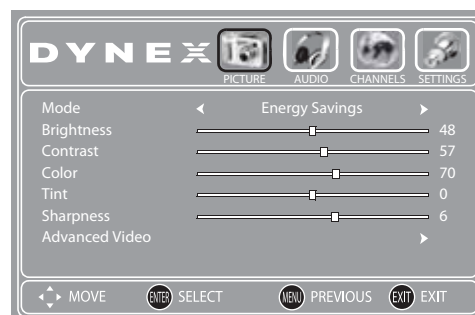 DYNEX
PICTURE AUDIO CHANNELS SETTINGS
Mode Energy Savings
Brightness 48
Contrast 57
Color 70
Tint 0
Sharpness 6
Advanced Video
MOVE ENTER SELECT MENU PREVIOUS EXIT EXIT